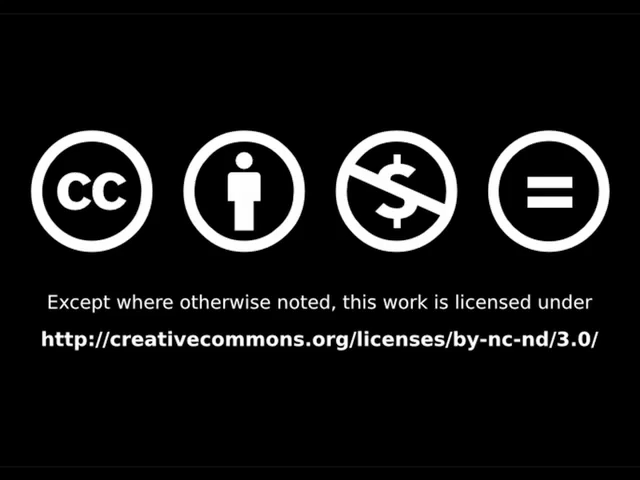 cc
$
=
Except where otherwise noted, this work is licensed under
http://creativecommons.org/licenses/by-nc-nd/3.0/